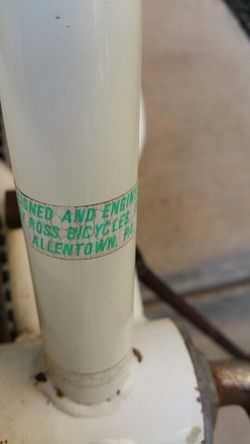 IGNED AND ENGIN
Y ROSS BICYCLES,
ALLENTOWN, PA.